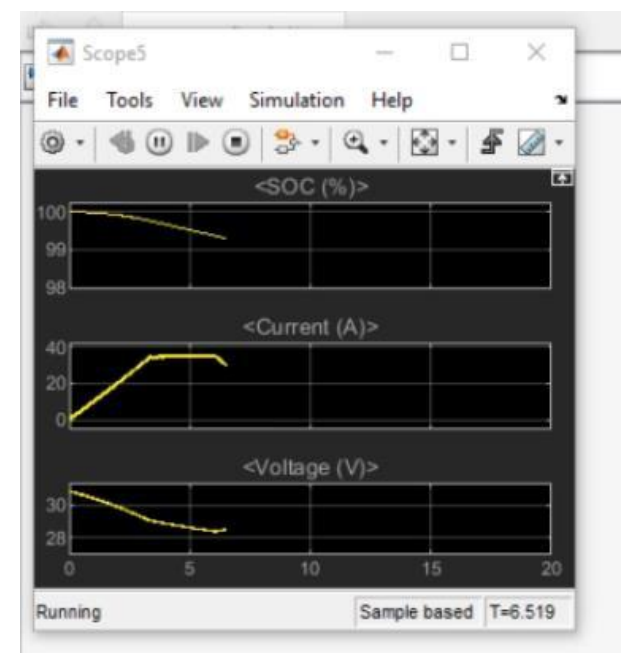 Scope5
File Tools View Simulation Help
<SOC (%)>
100
99
98
<Current (A)>
40
20
0
<Voltage (V)>
30
28
0 5 10 15 20
Running Sample based T=6.519